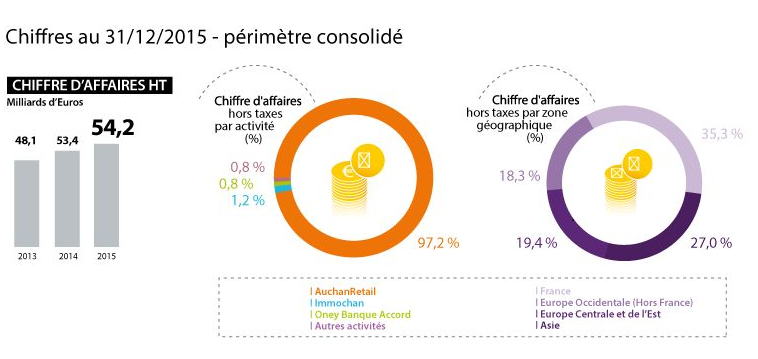 Chiffres au 31/12/2015 - périmètre consolidé
CHIFFRE D'AFFAIRES HT
Milliards d'Euros
48,1
53,4
54,2
2013
2014
2015
Chiffre d'affaires
hors taxes
par activité
(%)
0,8 %
0,8 %
1,2 %
97,2 %
Chiffre d'affaires
hors taxes par zone
géographique
(%)
35,3 %
18,3 %
19,4 %
27,0 %
I AuchanRetail
I Immochan
I Oney Banque Accord
I Autres activités
I France
I Europe Occidentale (Hors France)
I Europe Centrale et de l'Est
I Asie